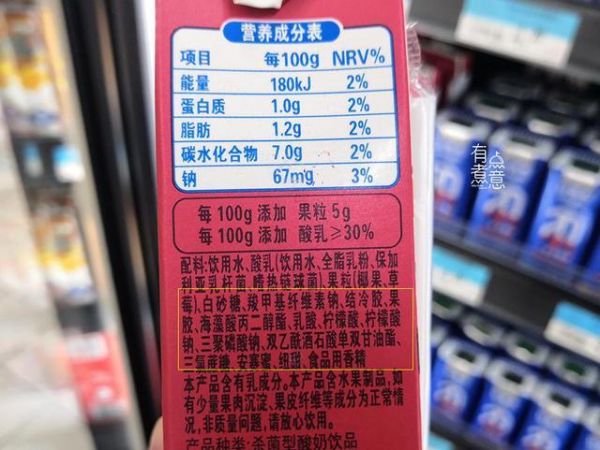 营养成分表
项目 每100g NRV%
能量 180kJ 2%
蛋白质 1.0g 2%
脂肪 1.2g 2%
碳水化合物 7.0g 2%
钠 67mg 3%
每 100g 添加 果粒 5g
每 100g 添加 酸乳≥30%
配料:饮用水、酸乳(饮用水、全脂乳粉、保加
利亚乳杆菌、嗜热链球菌)、果粒(椰果、草
莓)、白砂糖、羧甲基纤维素钠、结冷胶、果
胶、海藻酸丙二醇酯、乳酸、柠檬酸、柠檬酸
钠、三聚磷酸钠、双乙酰酒石酸单双甘油酯、
三氯蔗糖、安赛蜜、纽甜、食品用香精
本产品含有乳成分。本产品含水果制品,如
有少量果肉沉淀、果皮纤维等成分为正常情
况,非质量问题,请放心饮用。
产品种类:杀菌型酸奶饮品
有点煮意